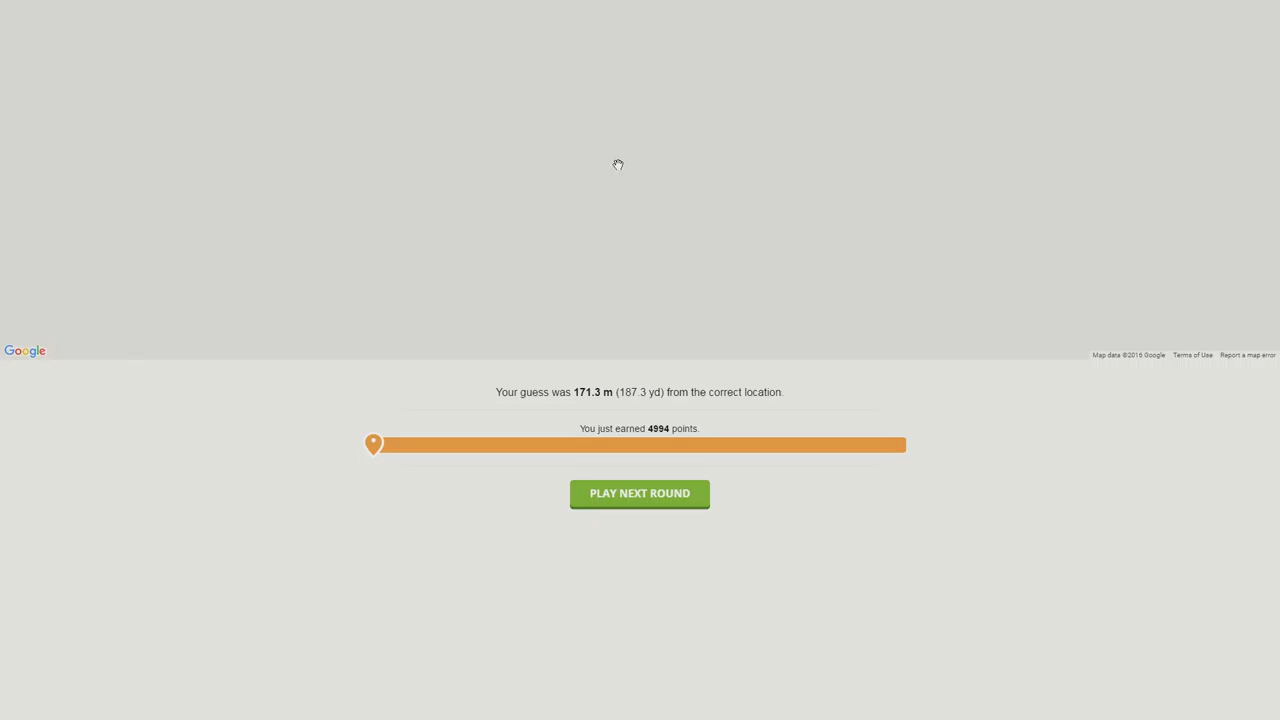 Google
Map data ©2016 Google Terms of Use Report a map error
Your guess was 171.3 m (187.3 yd) from the correct location.
You just earned 4994 points.
PLAY NEXT ROUND